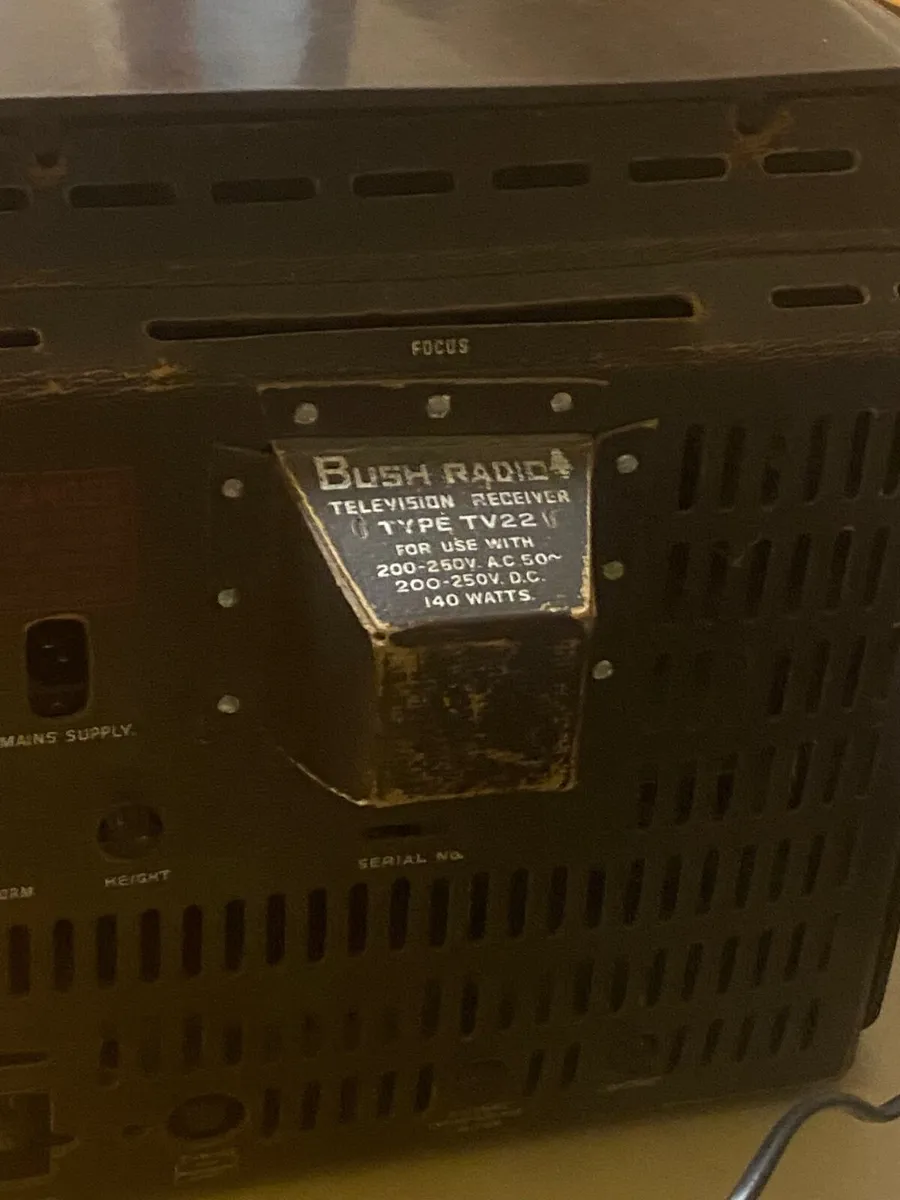 FOCUS
BUSH RADIO
TELEVISION RECEIVER
TYPE TV22
FOR USE WITH
200-250V. A.C 50~
200-250V. D.C.
140 WATTS.
MAINS SUPPLY.
SERIAL NO.
HEIGHT